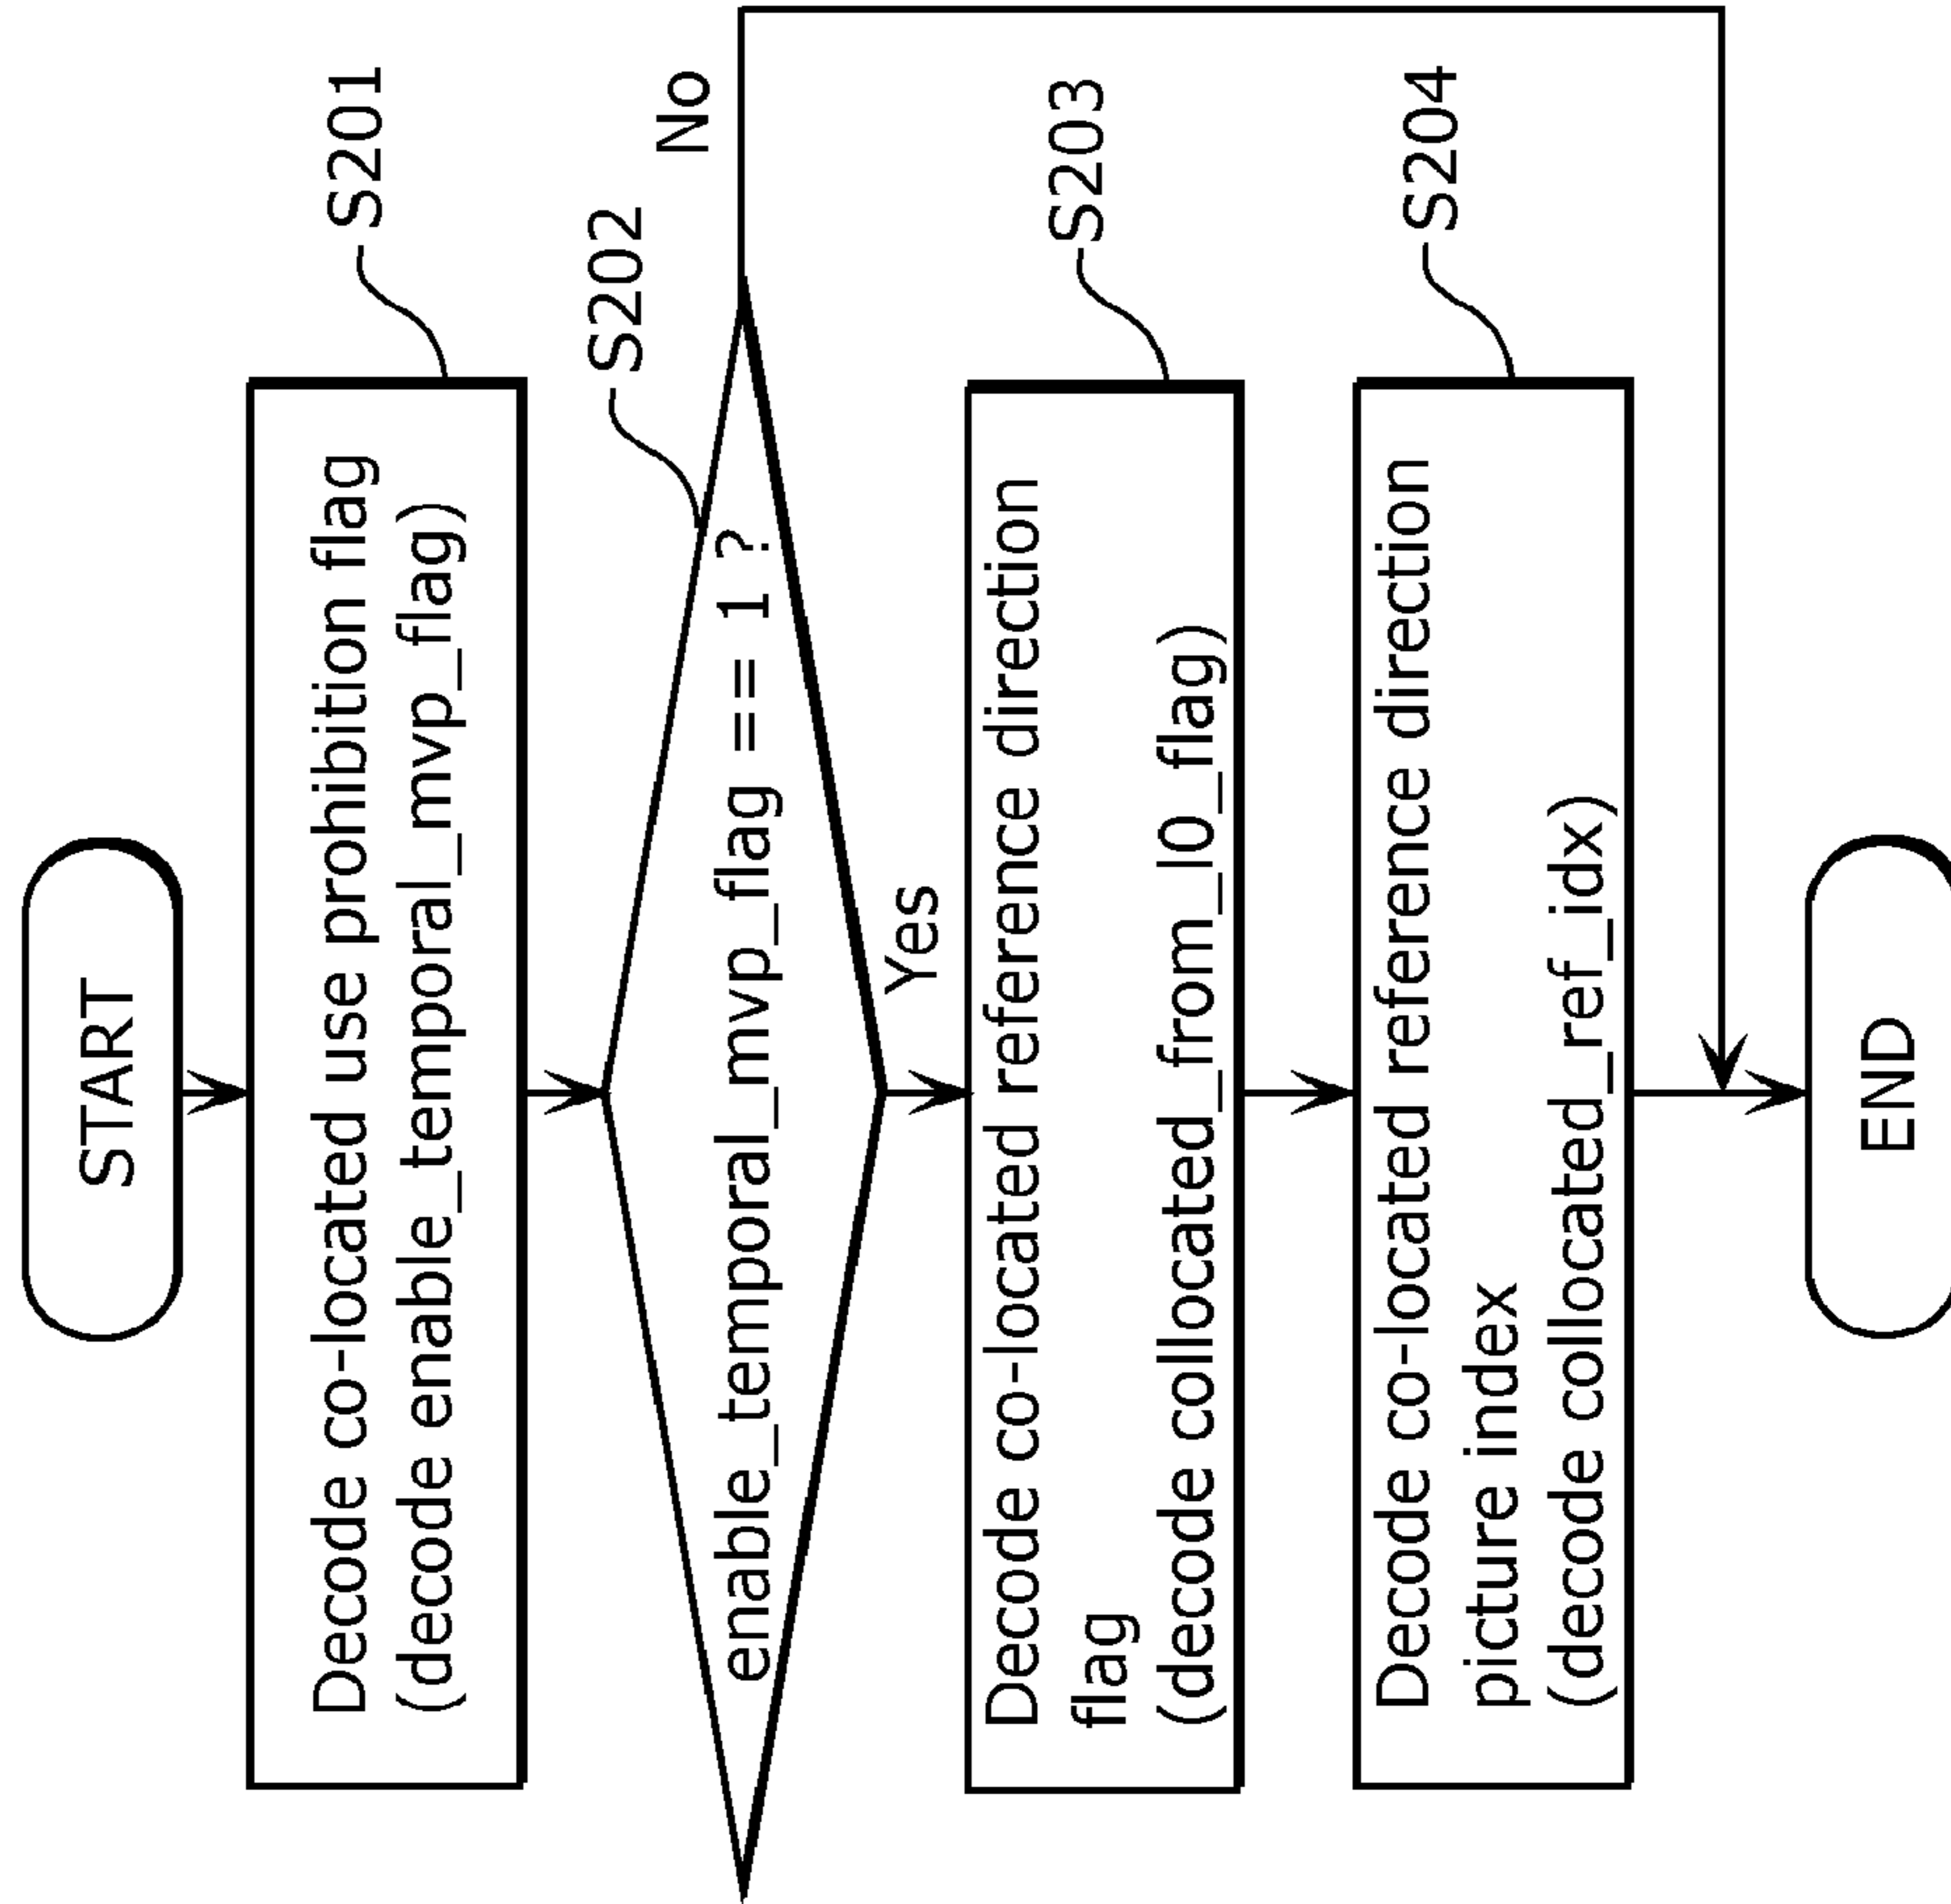 START
Decode co-located use prohibition flag
(decode enable_temporal_mvp_flag)
S201
enable_temporal_mvp_flag == 1 ?
S202
No
Yes
Decode co-located reference direction
flag
(decode collocated_from_l0_flag)
S203
Decode co-located reference direction
picture index
(decode collocated_ref_idx)
S204
END